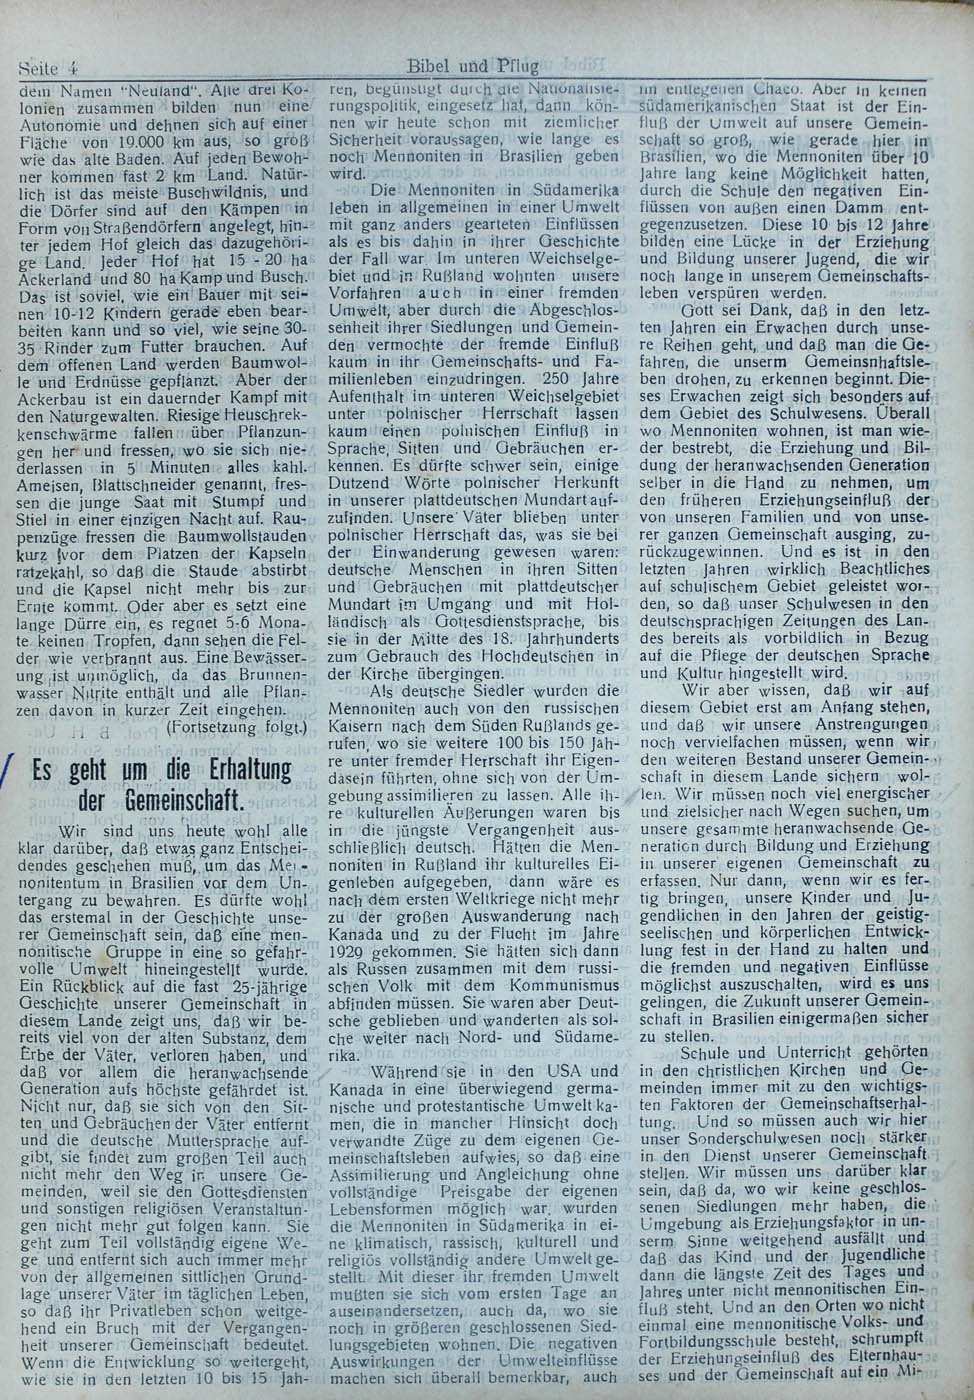 Seite 4
Bibel und Pflug
dem Namen "Neuland". Alle drei Ko-
lonien zusammen bilden nun eine
Autonomie und dehnen sich auf einer
Fläche von 19.000 km aus, so groß
wie das alte Baden. Auf jeden Bewoh-
ner kommen fast 2 km Land. Natür-
lich ist das meiste Buschwildnis, und
die Dörfer sind auf den Kämpen in
Form von Straßendörfern angelegt, hin-
ter jedem Hof gleich das dazugehöri-
ge Land. Jeder Hof hat 15 - 20 ha
Ackerland und 80 ha Kamp und Busch.
Das ist soviel, wie ein Bauer mit sei-
nen 10-12 Kindern gerade eben bear-
beiten kann und so viel, wie seine 30-
35 Rinder zum Futter brauchen. Auf
dem offenen Land werden Baumwol-
le und Erdnüsse gepflanzt. Aber der
Ackerbau ist ein dauernder Kampf mit
den Naturgewalten. Riesige Heuschrek-
kenschwärme fallen über Pflanzun-
gen her und fressen, wo sie sich nie-
derlassen in 5 Minuten alles kahl.
Ameisen, Blattschneider genannt, fres-
sen die junge Saat mit Stumpf und
Stiel in einer einzigen Nacht auf. Rau-
penzüge fressen die Baumwollstauden
kurz vor dem Platzen der Kapseln
ratzekahl, so daß die Staude abstirbt
und die Kapsel nicht mehr bis zur
Ernte kommt. Oder aber es setzt eine
lange Dürre ein, es regnet 5-6 Mona-
te keinen Tropfen, dann sehen die Fel-
der wie verbrannt aus. Eine Bewässer-
ung ist unmöglich, da das Brunnen-
wasser Nitrite enthält und alle Pflan-
zen davon in kurzer Zeit eingehen.
(Fortsetzung folgt.)
Es geht um die Erhaltung
der Gemeinschaft.
Wir sind uns heute wohl alle
klar darüber, daß etwas ganz Entschei-
dendes geschehen muß, um das Men-
nonitentum in Brasilien vor dem Un-
tergang zu bewahren. Es dürfte wohl
das erstemal in der Geschichte unse-
rer Gemeinschaft sein, daß eine men-
nonitische Gruppe in eine so gefahr-
volle Umwelt hineingestellt wurde.
Ein Rückblick auf die fast 25-jährige
Geschichte unserer Gemeinschaft in
diesem Lande zeigt uns, daß wir be-
reits viel von der alten Substanz, dem
Erbe der Väter, verloren haben, und
daß vor allem die heranwachsende
Generation aufs höchste gefährdet ist.
Nicht nur, daß sie sich von den Sit-
ten und Gebräuchen der Väter entfernt
und die deutsche Muttersprache auf-
gibt, sie findet zum großen Teil auch
nicht mehr den Weg in unsere Ge-
meinden, weil sie den Gottesdiensten
und sonstigen religiösen Veranstaltun-
gen nicht mehr gut folgen kann. Sie
geht zum Teil vollständig eigene We-
ge und entfernt sich auch immer mehr
von der allgemeinen sittlichen Grund-
lage unserer Väter im täglichen Leben,
so daß ihr Privatleben schon weitge-
hend ein Bruch mit der Vergangen-
heit unserer Gemeinschaft bedeutet.
Wenn die Entwicklung so weitergeht,
wie sie in den letzten 10 bis 15 Jah-
ren, begünstigt durch die Nationalisie-
rungspolitik, eingesetz hat, dann kön-
nen wir heute schon mit ziemlicher
Sicherheit voraussagen, wie lange es
noch Mennoniten in Brasilien geben
wird.
Die Mennoniten in Südamerika
leben in allgemeinen in einer Umwelt
mit ganz anders gearteten Einflüssen
als es bis dahin in ihrer Geschichte
der Fall war. Im unteren Weichselge-
biet und in Rußland wohnten unsere
Vorfahren auch in einer fremden
Umwelt, aber durch die Abgeschlos-
senheit ihrer Siedlungen und Gemein-
den vermochte der fremde Einfluß
kaum in ihr Gemeinschafts- und Fa-
milienleben einzudringen. 250 Jahre
Aufenthalt im unteren Weichselgebiet
unter polnischer Herrschaft lassen
kaum einen polnischen Einfluß in
Sprache, Sitten und Gebräuchen er-
kennen. Es dürfte schwer sein, einige
Dutzend Wörte polnischer Herkunft
in unserer plattdeutschen Mundart auf-
zufinden. Unsere Väter blieben unter
polnischer Herrschaft das, was sie bei
der Einwanderung gewesen waren:
deutsche Menschen in ihren Sitten
und Gebräuchen mit plattdeutscher
Mundart im Umgang und mit Hol-
ländisch als Gottesdienstsprache, bis
sie in der Mitte des 18. Jahrhunderts
zum Gebrauch des Hochdeutschen in
der Kirche übergingen.
Als deutsche Siedler wurden die
Mennoniten auch von den russischen
Kaisern nach dem Süden Rußlands ge-
rufen, wo sie weitere 100 bis 150 Jah-
re unter fremder Herrschaft ihr Eigen-
dasein führten, ohne sich von der Um-
gebung assimilieren zu lassen. Alle ih-
re kulturellen Äußerungen waren bis
in die jüngste Vergangenheit aus-
schließlich deutsch. Hätten die Men-
noniten in Rußland ihr kulturelles Ei-
genleben aufgegeben, dann wäre es
nach dem ersten Weltkriege nicht mehr
zu der großen Auswanderung nach
Kanada und zu der Flucht im Jahre
1929 gekommen. Sie hätten sich dann
als Russen zusammen mit dem russi-
schen Volk mit dem Kommunismus
abfinden müssen. Sie waren aber Deut-
sche geblieben und wanderten als sol-
che weiter nach Nord- und Südame-
rika.
Während sie in den USA und
Kanada in eine überwiegend germa-
nische und protestantische Umwelt ka-
men, die in mancher Hinsicht doch
verwandte Züge zu dem eigenen Ge-
meinschaftsleben aufwies, so daß eine
Assimilierung und Angleichung ohne
vollständige Preisgabe der eigenen
Lebensformen möglich war, wurden
die Mennoniten in Südamerika in ei-
ne klimatisch, rassisch, kulturell und
religiös vollständig andere Umwelt ge-
stellt. Mit dieser ihr fremden Umwelt
mußten sie sich vom ersten Tage an
auseinandersetzen, auch da, wo sie
noch in größeren geschlossenen Sied-
lungsgebieten wohnen. Die negativen
Auswirkungen der Umwelteinflüsse
machen sich überall bemerkbar, auch
im entlegenen Chaco. Aber in keinen
südamerikanischen Staat ist der Ein-
fluß der Umwelt auf unsere Gemein-
schaft so groß, wie gerade hier in
Brasilien, wo die Mennoniten über 10
Jahre lang keine Möglichkeit hatten,
durch die Schule den negativen Ein-
flüssen von außen einen Damm ent-
gegenzusetzen. Diese 10 bis 12 Jahre
bilden eine Lücke in der Erziehung
und Bildung unserer Jugend, die wir
noch lange in unserem Gemeinschafts-
leben verspüren werden.
Gott sei Dank, daß in den letz-
ten Jahren ein Erwachen durch unse-
re Reihen geht, und daß man die Ge-
fahren, die unserm Gemeinsnhaftsle-
ben drohen, zu erkennen beginnt. Die-
ses Erwachen zeigt sich besonders auf
dem Gebiet des Schulwesens. Überall
wo Mennoniten wohnen, ist man wie-
der bestrebt, die Erziehung und Bil-
dung der heranwachsenden Generation
selber in die Hand zu nehmen, um
den früheren Erziehungseinfluß der
von unseren Familien und von unse-
rer ganzen Gemeinschaft ausging, zu-
rückzugewinnen. Und es ist in den
letzten Jahren wirklich Beachtliches
auf schulischem Gebiet geleistet wor-
den, so daß unser Schulwesen in den
deutschsprachigen Zeitungen des Lan-
des bereits als vorbildlich in Bezug
auf die Pflege der deutschen Sprache
und Kultur hingestellt wird.
Wir aber wissen, daß wir auf
diesem Gebiet erst am Anfang stehen,
und daß wir unsere Anstrengungen
noch vervielfachen müssen, wenn wir
den weiteren Bestand unserer Gemein-
schaft in diesem Lande sichern wol-
len. Wir müssen noch viel energischer
und zielsicher nach Wegen suchen, um
unsere gesammte heranwachsende Ge-
neration durch Bildung und Erziehung
in unserer eigenen Gemeinschaft zu
erfassen. Nur dann, wenn wir es fer-
tig bringen, unsere Kinder und Ju-
gendlichen in den Jahren der geistig-
seelischen und körperlichen Entwick-
lung fest in der Hand zu halten und
die fremden und negativen Einflüsse
möglichst auszuschalten, wird es uns
gelingen, die Zukunft unserer Gemein-
schaft in Brasilien einigermaßen sicher
zu stellen.
Schule und Unterricht gehörten
in den christlichen Kirchen und Ge-
meinden immer mit zu den wichtigs-
ten Faktoren der Gemeinschaftserhal-
tung. Und so müssen auch wir hier
unser Sonderschulwesen noch stärker
in den Dienst unserer Gemeinschaft
stellen. Wir müssen uns darüber klar
sein, daß da, wo wir keine geschlos-
senen Siedlungen mehr haben, die
Umgebung als Erziehungsfaktor in un-
serm Sinne weitgehend ausfällt und
daß das Kind und der Jugendliche
dann die längste Zeit des Tages und
Jahres unter nicht mennonitischen Ein-
fluß steht. Und an den Orten wo nicht
einmal eine mennonitische Volks- und
Fortbildungsschule besteht, schrumpft
der Erziehungseinfluß des Elternhau-
ses und der Gemeinschaft auf ein Mi-